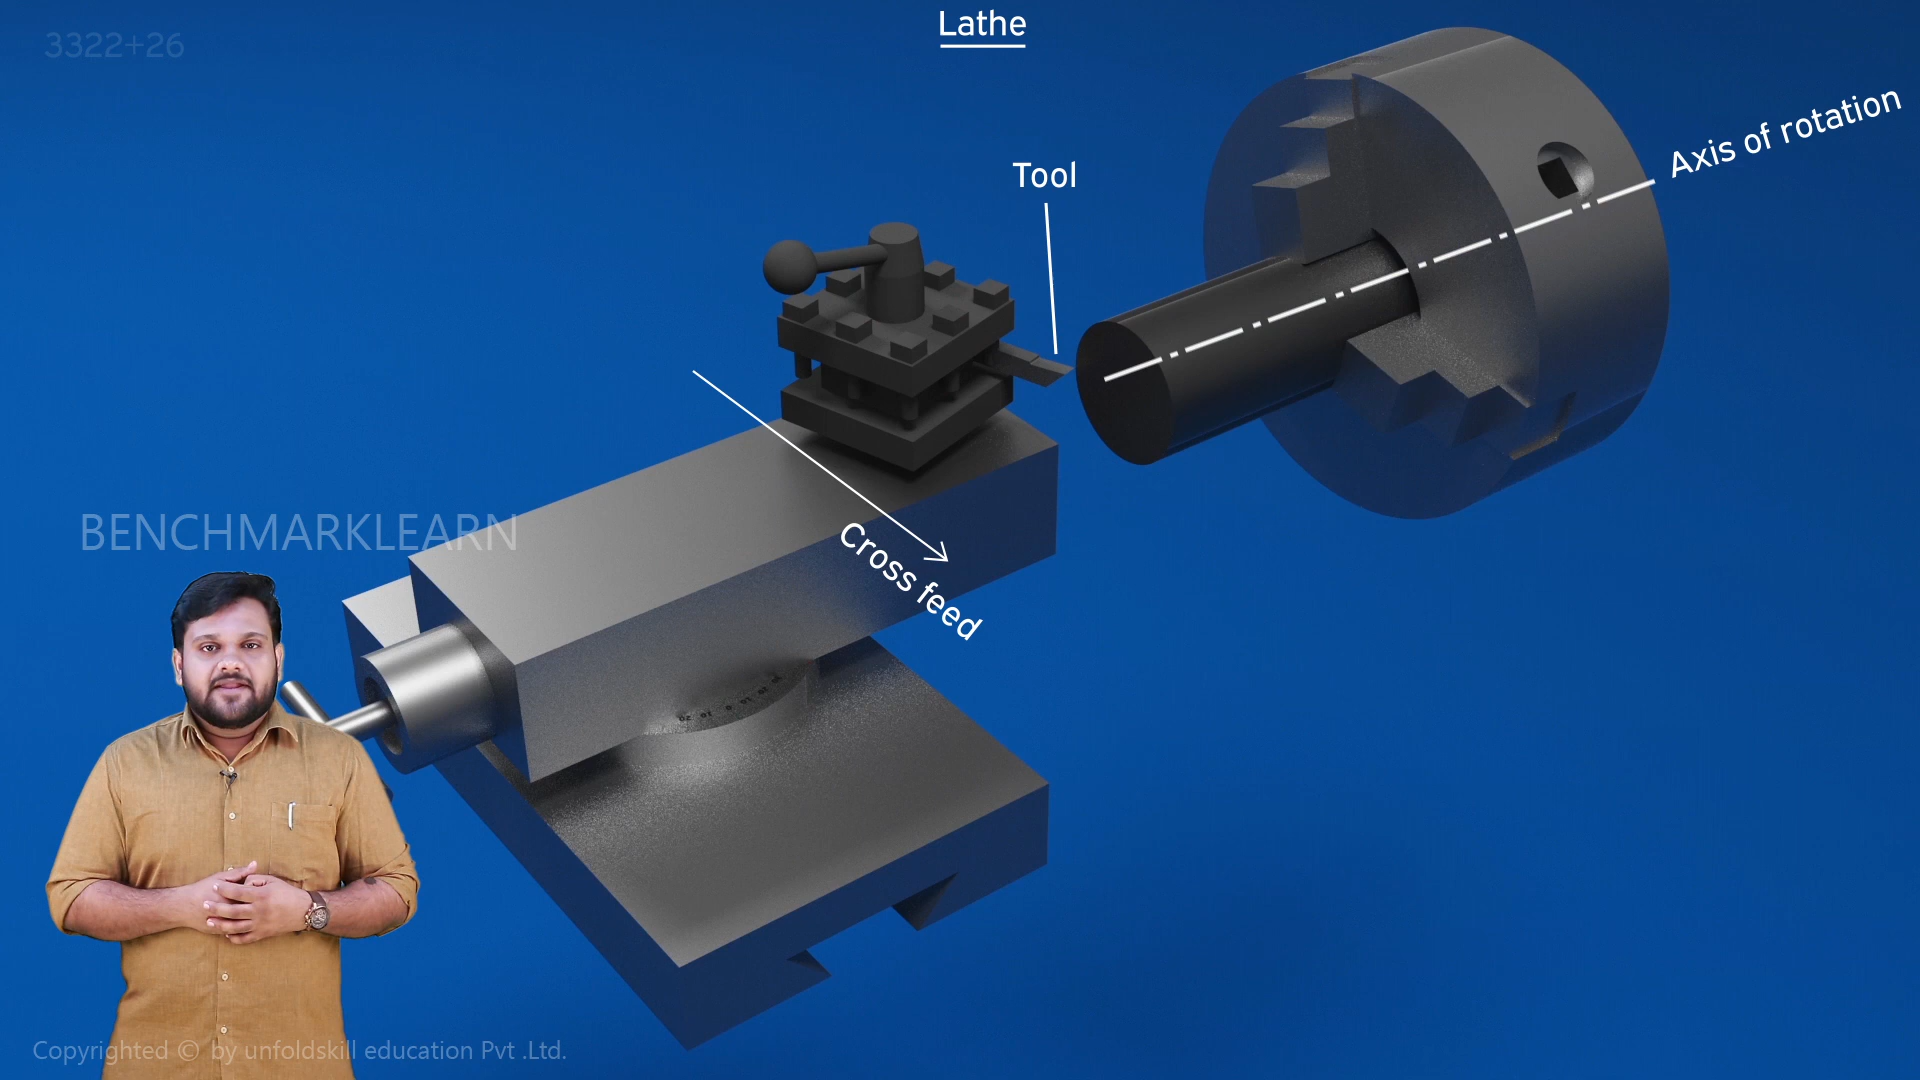 3322+26
Lathe
Axis of rotation
Tool
Cross feed
BENCHMARKLEARN
Copyrighted © by unfoldskill education Pvt .Ltd.